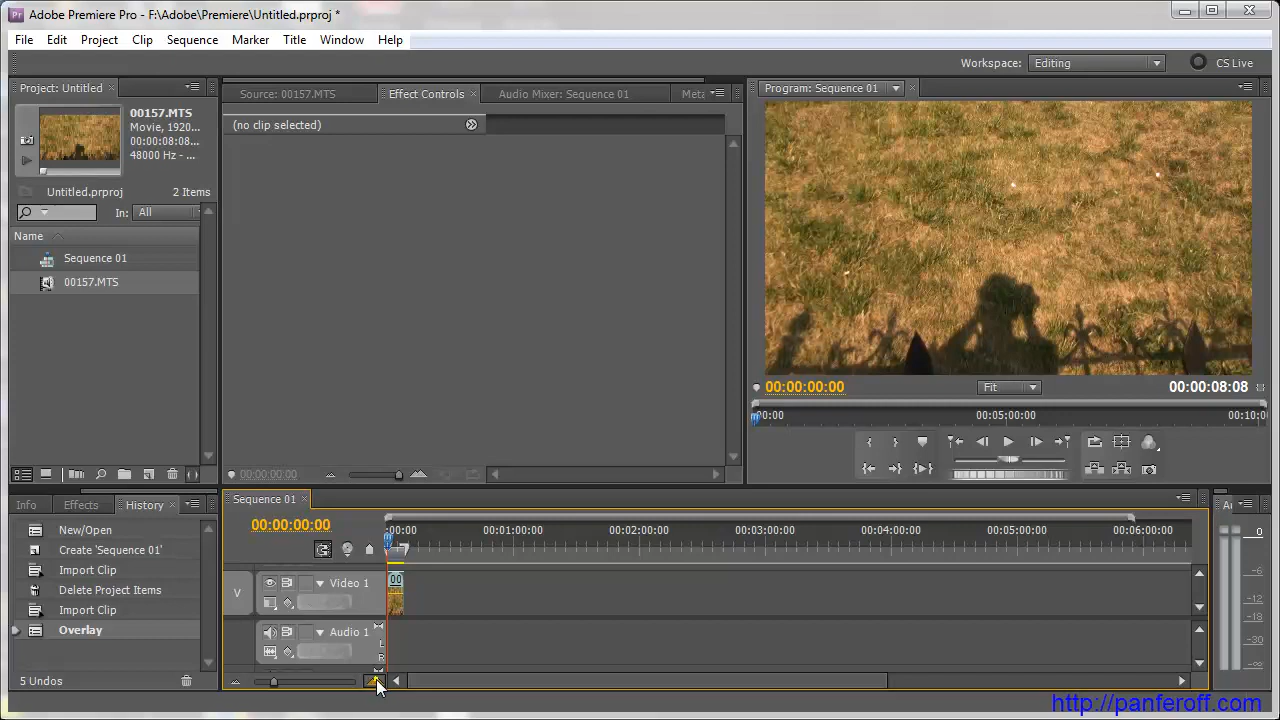 Adobe Premiere Pro - F:\Adobe\Premiere\Untitled.prproj *
File Edit Project Clip Sequence Marker Title Window Help
Workspace: Editing CS Live
Project: Untitled
00157.MTS
Movie, 1920...
00:00:08:08...
48000 Hz - ...
Untitled.prproj 2 Items
In: All
Name
Sequence 01
00157.MTS
Source: 00157.MTS Effect Controls Audio Mixer: Sequence 01 Meta
(no clip selected)
00:00:00:00
Program: Sequence 01
00:00:00:00 Fit 00:00:08:08
00:00 00:05:00:00 00:10:0
Info Effects History
New/Open
Create 'Sequence 01'
Import Clip
Delete Project Items
Import Clip
Overlay
5 Undos
Sequence 01
00:00:00:00
:00:00 00:01:00:00 00:02:00:00 00:03:00:00 00:04:00:00 00:05:00:00 00:06:00:00
V Video 1 00
Audio 1
L
R
0
-6
-12
-18
-30
-∞
http://panferoff.com